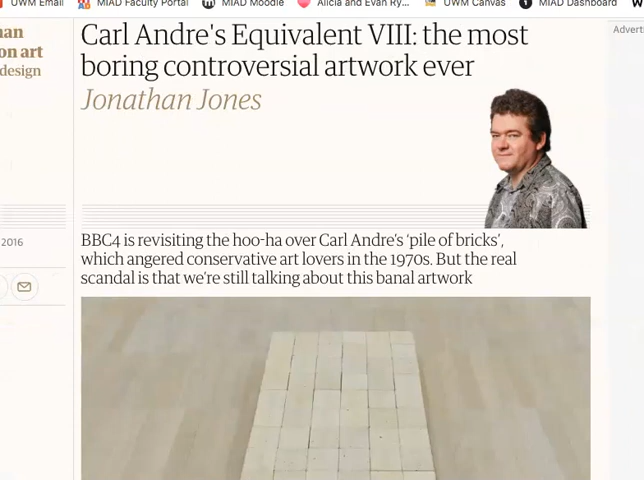 UWM Email MIAD Faculty Portal MIAD Moodle Alicia and Evan Ry... UWM Canvas MIAD Dashboard
Carl Andre's Equivalent VIII: the most
boring controversial artwork ever
Jonathan Jones
on art
design
2016
BBC4 is revisiting the hoo-ha over Carl Andre's 'pile of bricks',
which angered conservative art lovers in the 1970s. But the real
scandal is that we're still talking about this banal artwork